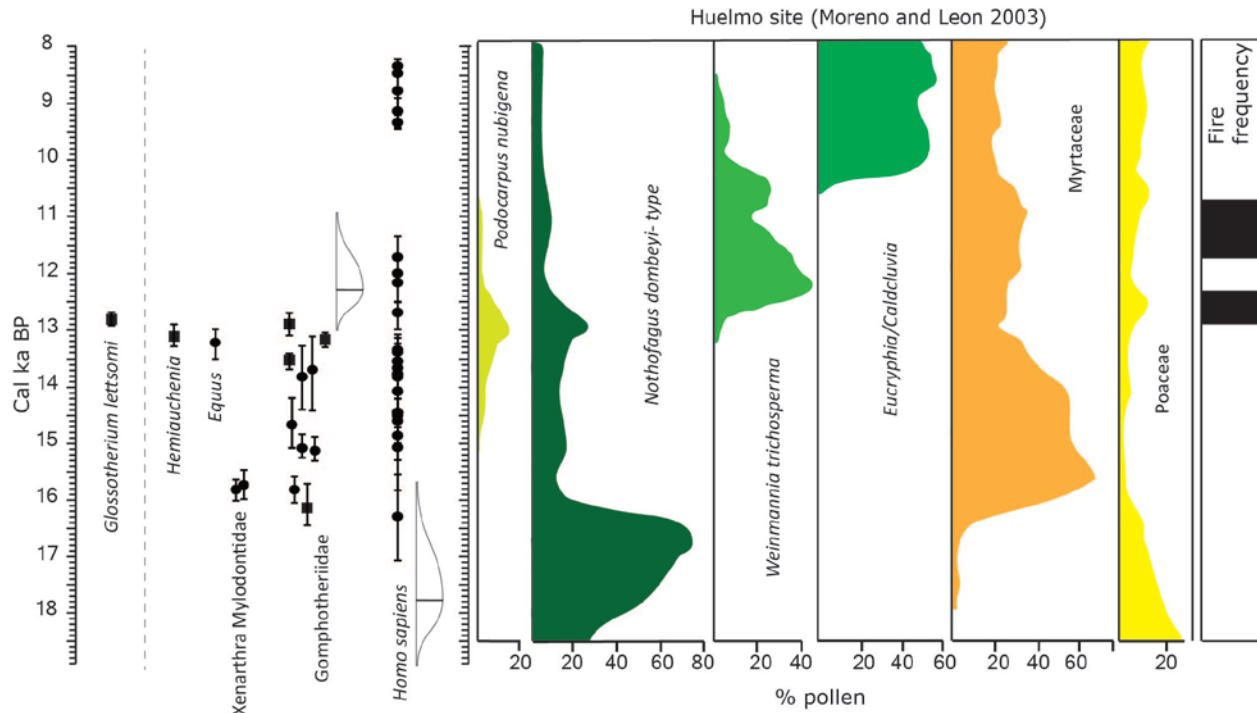 Huelmo site (Moreno and Leon 2003)
Cal ka BP
8
9
10
11
12
13
14
15
16
17
18
Glossotherium lettsomi
Hemiauchenia
Equus
Xenarthra Mylodontidae
Gomphotheriidae
Homo sapiens
Podocarpus nubigena
Nothofagus dombeyi- type
Weinmannia trichosperma
Eucryphia/Caldcluvia
Myrtaceae
Poaceae
Fire
frequency
20
20 40 60 80
20 40
20 40 60
20 40 60
20
% pollen